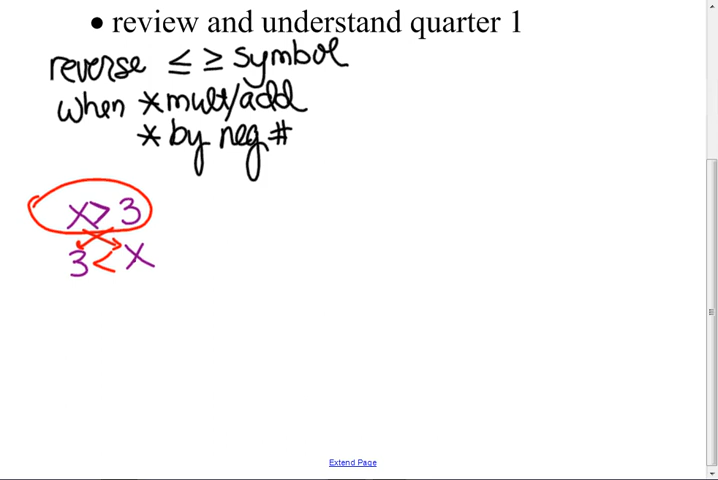 • review and understand quarter 1
reverse ≤ ≥ symbol
when *mult/add
* by neg #
x > 3
3 < x
Extend Page